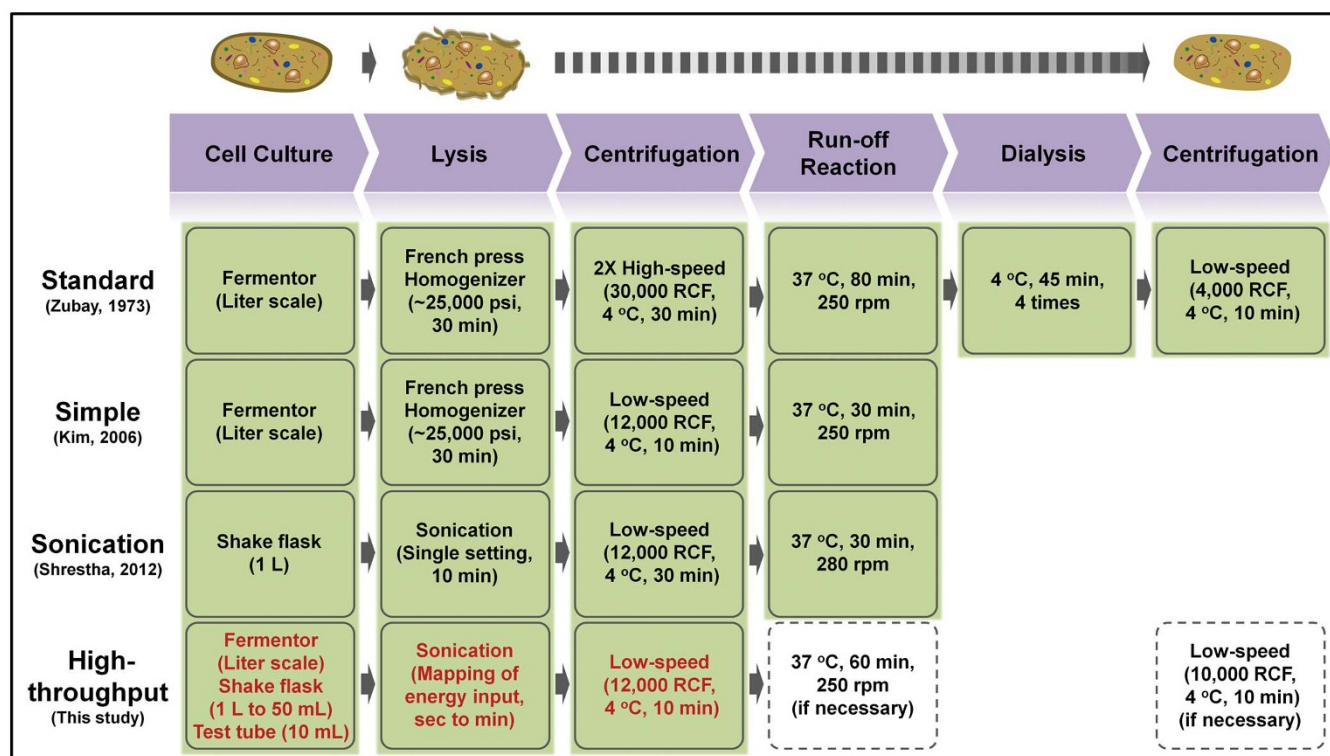 Cell Culture
Lysis
Centrifugation
Run-off
Reaction
Dialysis
Centrifugation
Standard
(Zubay, 1973)
Fermentor
(Liter scale)
French press
Homogenizer
(~25,000 psi,
30 min)
2X High-speed
(30,000 RCF,
4 °C, 30 min)
37 °C, 80 min,
250 rpm
4 °C, 45 min,
4 times
Low-speed
(4,000 RCF,
4 °C, 10 min)
Simple
(Kim, 2006)
Fermentor
(Liter scale)
French press
Homogenizer
(~25,000 psi,
30 min)
Low-speed
(12,000 RCF,
4 °C, 10 min)
37 °C, 30 min,
250 rpm
Sonication
(Shrestha, 2012)
Shake flask
(1 L)
Sonication
(Single setting,
10 min)
Low-speed
(12,000 RCF,
4 °C, 30 min)
37 °C, 30 min,
280 rpm
High-
throughput
(This study)
Fermentor
(Liter scale)
Shake flask
(1 L to 50 mL)
Test tube (10 mL)
Sonication
(Mapping of
energy input,
sec to min)
Low-speed
(12,000 RCF,
4 °C, 10 min)
37 °C, 60 min,
250 rpm
(if necessary)
Low-speed
(10,000 RCF,
4 °C, 10 min)
(if necessary)